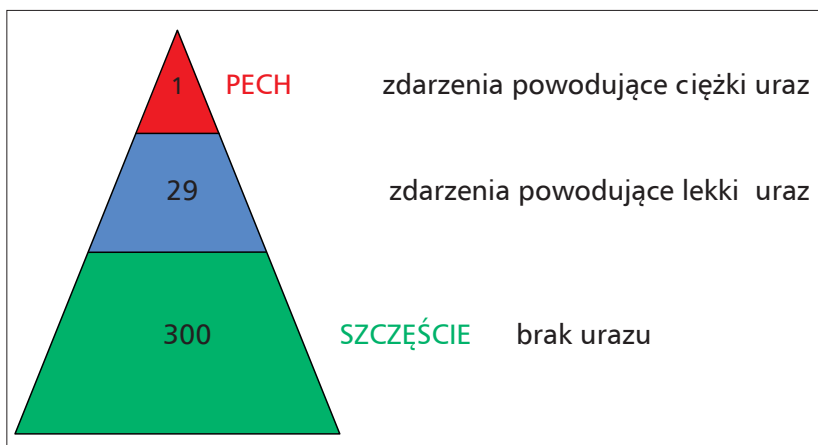 1 PECH zdarzenia powodujące ciężki uraz
29 zdarzenia powodujące lekki uraz
300 SZCZĘŚCIE brak urazu